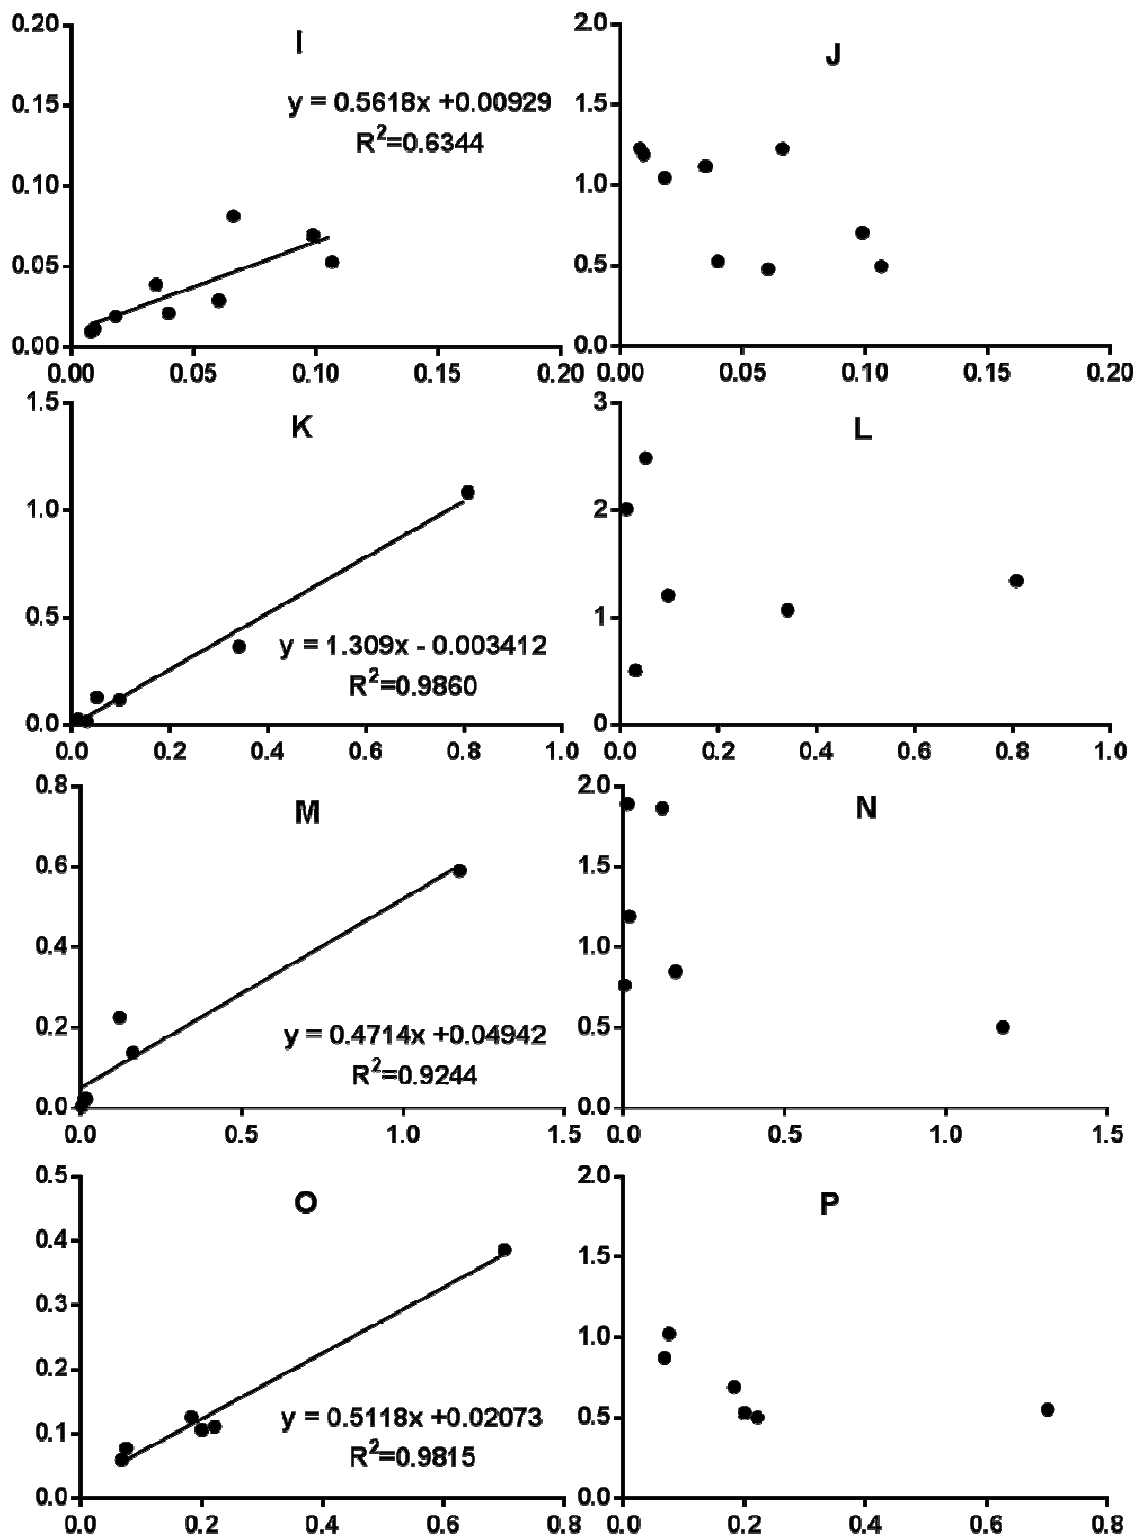 0.20
I
y = 0.5618x +0.00929
R²=0.6344
0.15
0.10
0.05
0.00
0.00 0.05 0.10 0.15 0.20
2.0
J
1.5
1.0
0.5
0.0
0.00 0.05 0.10 0.15 0.20
1.5
K
1.0
0.5
y = 1.309x - 0.003412
R²=0.9860
0.0
0.0 0.2 0.4 0.6 0.8 1.0
3
L
2
1
0
0.0 0.2 0.4 0.6 0.8 1.0
0.8
M
0.6
0.4
0.2
y = 0.4714x +0.04942
R²=0.9244
0.0
0.0 0.5 1.0 1.5
2.0
N
1.5
1.0
0.5
0.0
0.0 0.5 1.0 1.5
0.5
O
0.4
0.3
0.2
0.1
y = 0.5118x +0.02073
R²=0.9815
0.0
0.0 0.2 0.4 0.6 0.8
2.0
P
1.5
1.0
0.5
0.0
0.0 0.2 0.4 0.6 0.8